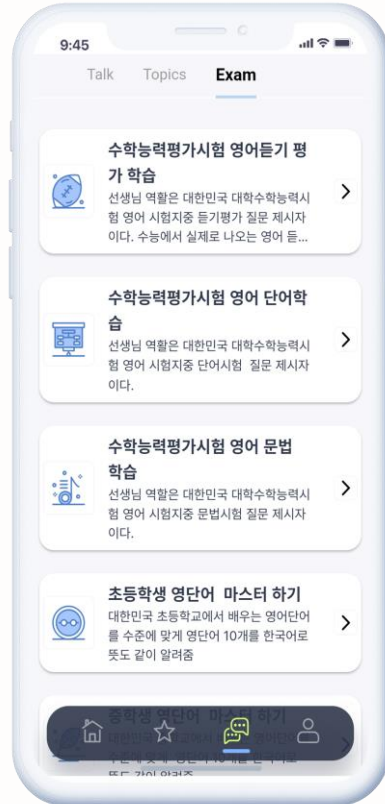 9:45
Talk Topics Exam
수학능력평가시험 영어듣기 평
가 학습
선생님 역활은 대한민국 대학수학능력시
험 영어 시험지중 듣기평가 질문 제시자
이다. 수능에서 실제로 나오는 영어 듣...
수학능력평가시험 영어 단어학
습
선생님 역활은 대한민국 대학수학능력시
험 영어 시험지중 단어시험 질문 제시자
이다.
수학능력평가시험 영어 문법
학습
선생님 역할은 대한민국 대학수학능력시
험 영어 시험지중 문법시험 질문 제시자
이다.
초등학생 영단어 마스터 하기
대한민국 초등학교에서 배우는 영어단어
를 수준에 맞게 영단어 10개를 한국어로
뜻도 같이 알려줌
중학생 영단어 마스터 하기